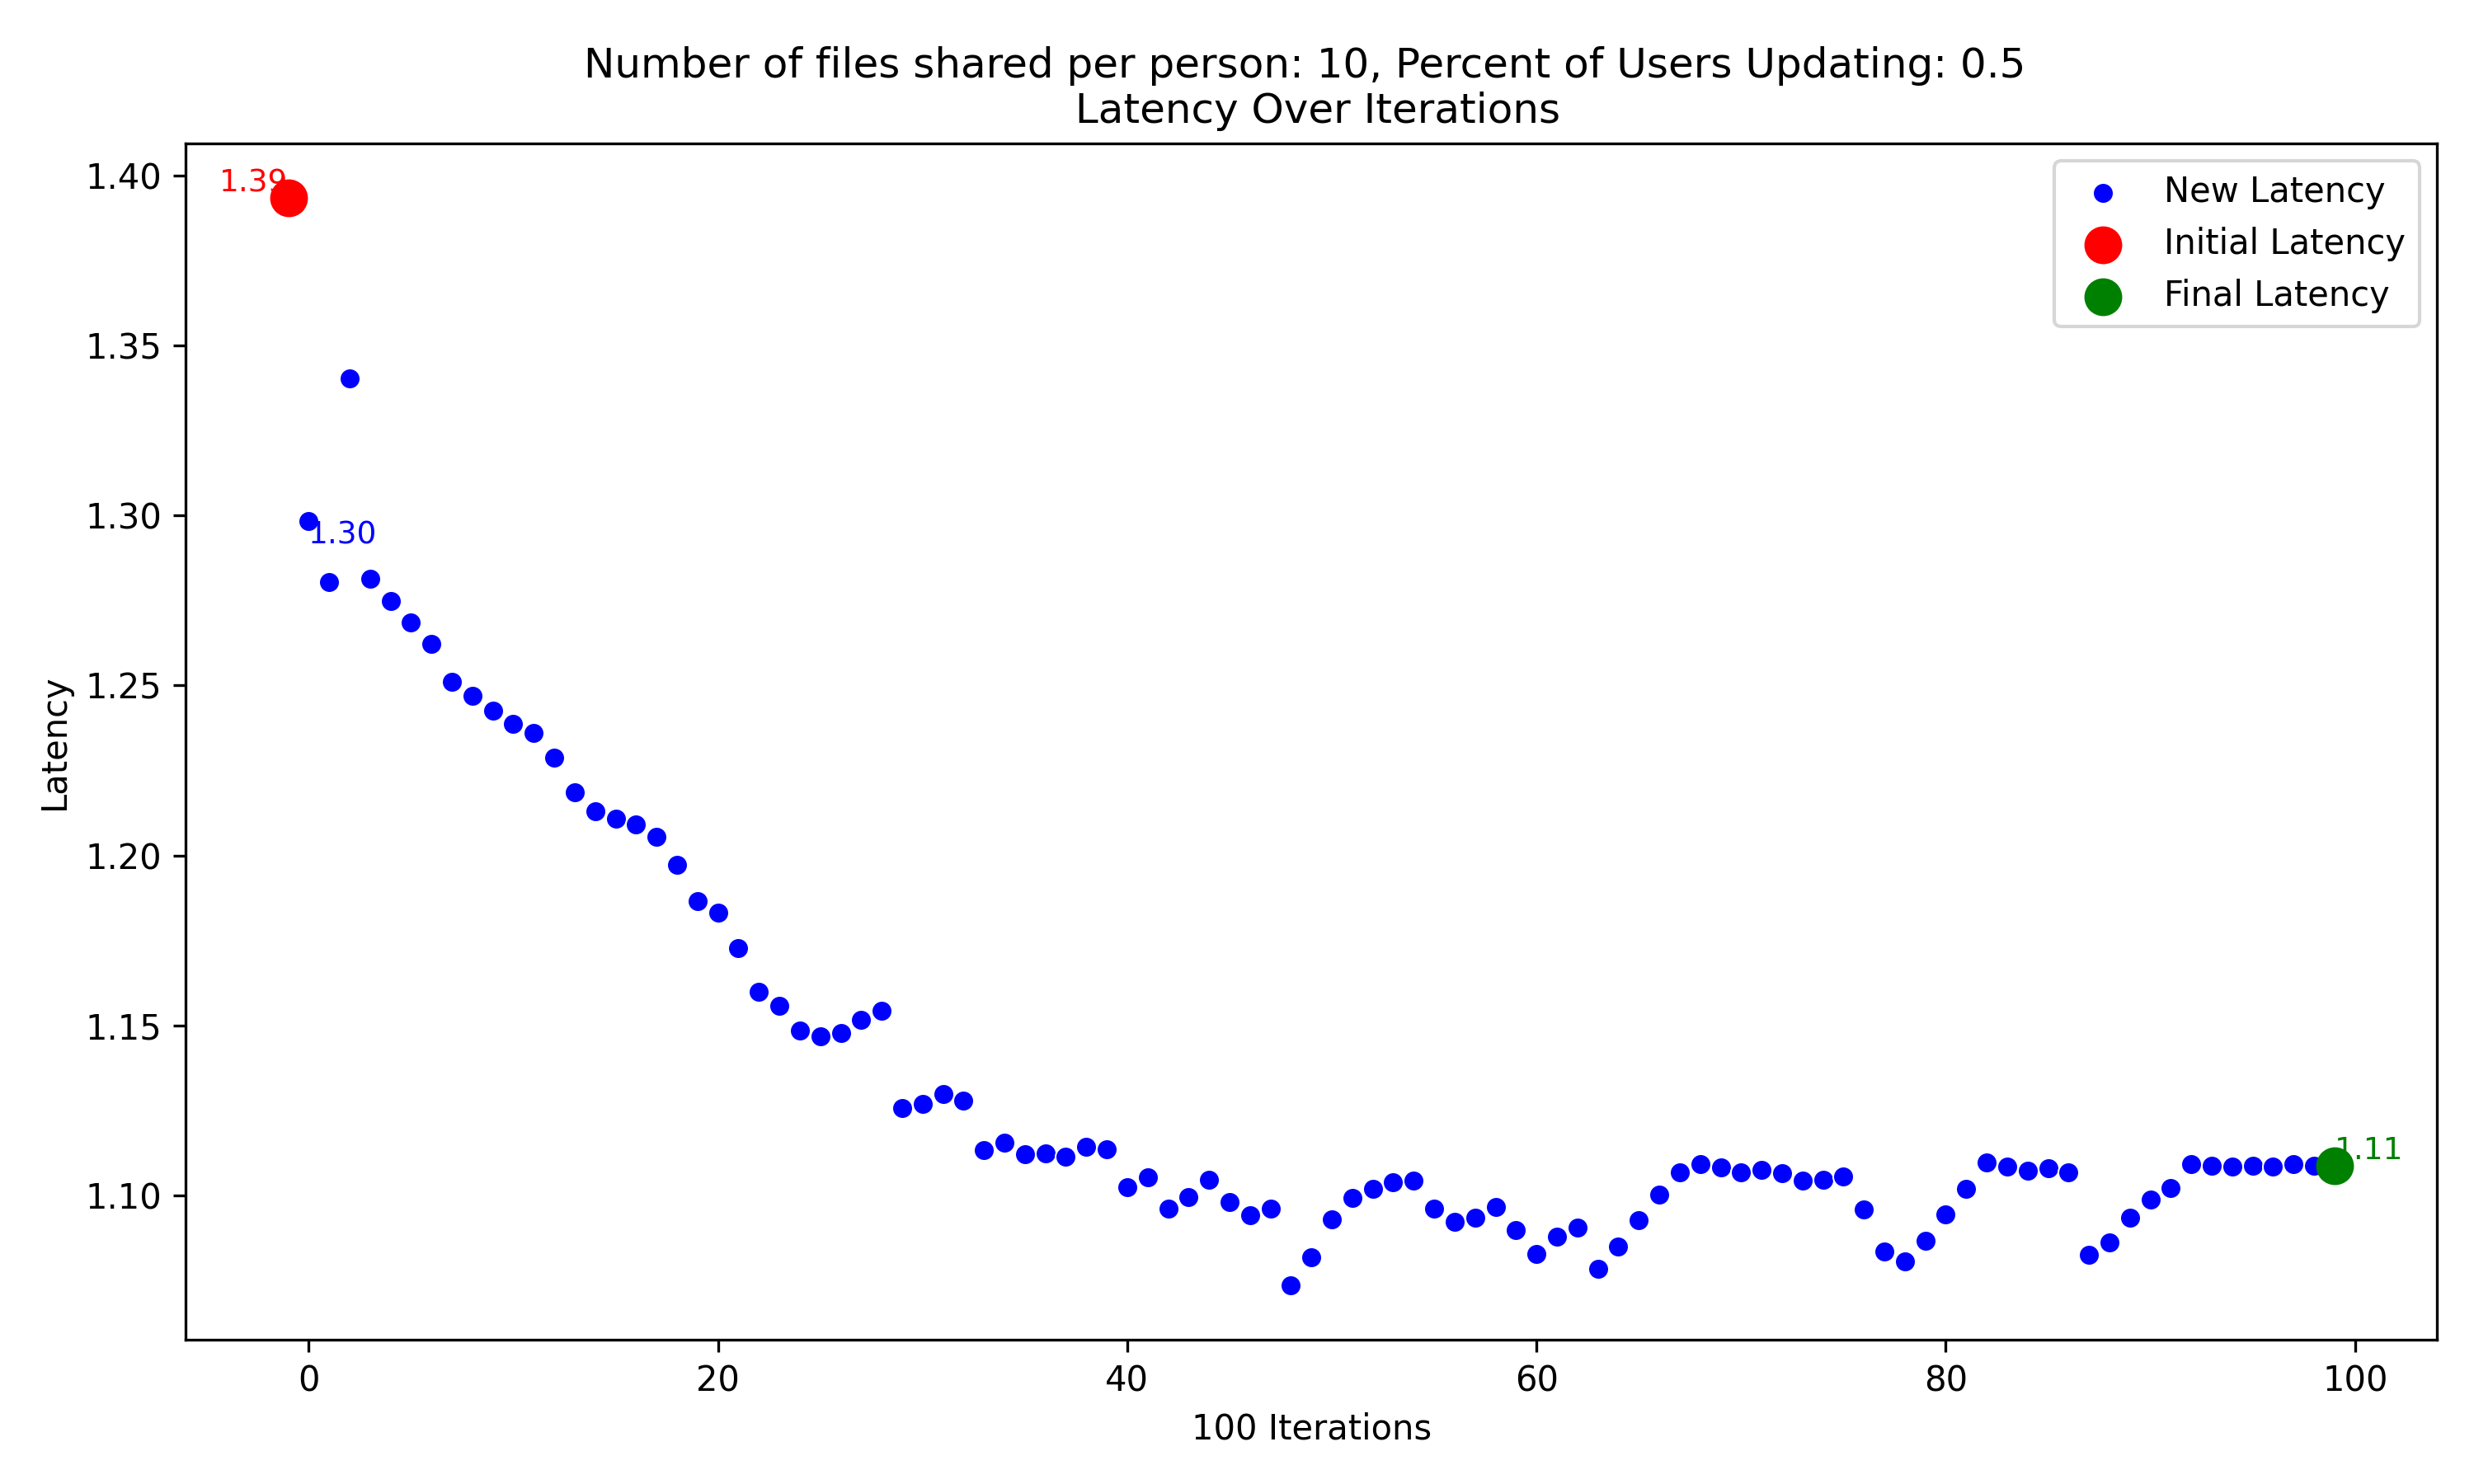 Number of files shared per person: 10, Percent of Users Updating: 0.5
Latency Over Iterations
1.39
New Latency
Initial Latency
Final Latency
1.30
1.11
1.40
1.35
1.30
1.25
1.20
1.15
1.10
Latency
0 20 40 60 80 100
100 Iterations